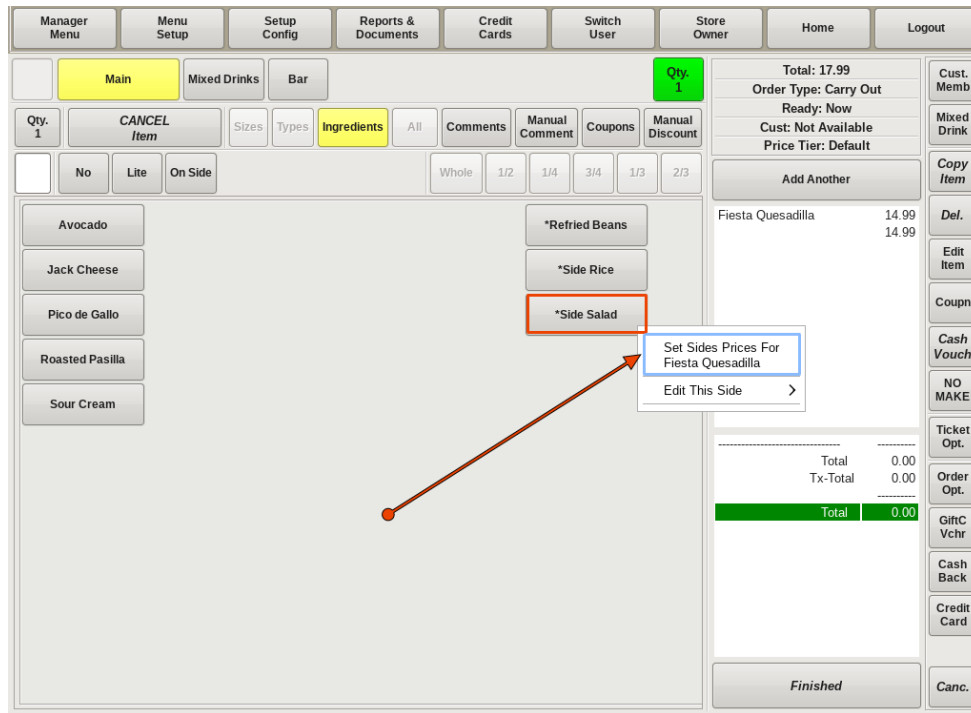 Manager
Menu
Menu
Setup
Setup
Config
Reports &
Documents
Credit
Cards
Switch
User
Store
Owner
Home
Logout
Main
Mixed Drinks
Bar
Qty.
1
Total: 17.99
Order Type: Carry Out
Ready: Now
Cust: Not Available
Price Tier: Default
Cust.
Memb
Qty.
1
CANCEL
Item
Sizes
Types
Ingredients
All
Comments
Manual
Comment
Coupons
Manual
Discount
Mixed
Drink
No
Lite
On Side
Whole
1/2
1/4
3/4
1/3
2/3
Add Another
Copy
Item
Avocado
*Refried Beans
Fiesta Quesadilla 14.99
14.99
Del.
Jack Cheese
*Side Rice
Edit
Item
Pico de Gallo
*Side Salad
Coupn
Set Sides Prices For
Fiesta Quesadilla
Edit This Side
Roasted Pasilla
Cash
Vouch
Sour Cream
NO
MAKE
Ticket
Opt.
------------------------------- ----------
Total 0.00
Tx-Total 0.00
----------
Total 0.00
Order
Opt.
GiftC
Vchr
Cash
Back
Credit
Card
Finished
Canc.